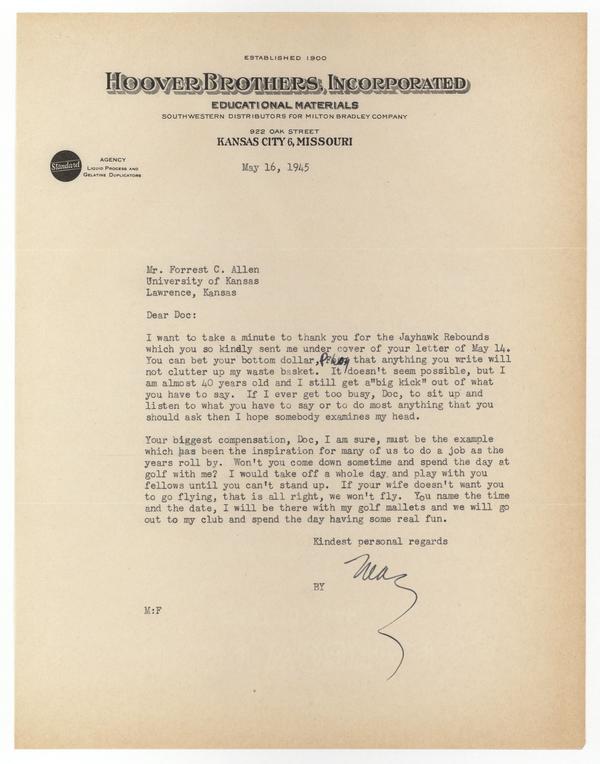 ESTABLISHED 1900
HOOVER BROTHERS, INCORPORATED
EDUCATIONAL MATERIALS
SOUTHWESTERN DISTRIBUTORS FOR MILTON BRADLEY COMPANY
922 OAK STREET
KANSAS CITY 6, MISSOURI
Standard
AGENCY
LIQUID PROCESS AND
GELATINE DUPLICATORS
May 16, 1945
Mr. Forrest C. Allen
University of Kansas
Lawrence, Kansas
Dear Doc:
I want to take a minute to thank you for the Jayhawk Rebounds
which you so kindly sent me under cover of your letter of May 14.
You can bet your bottom dollar, that anything you write will
not clutter up my waste basket. It doesn't seem possible, but I
am almost 40 years old and I still get a"big kick" out of what
you have to say. If I ever get too busy, Doc, to sit up and
listen to what you have to say or to do most anything that you
should ask then I hope somebody examines my head.
Your biggest compensation, Doc, I am sure, must be the example
which has been the inspiration for many of us to do a job as the
years roll by. Won't you come down sometime and spend the day at
golf with me? I would take off a whole day and play with you
fellows until you can't stand up. If your wife doesn't want you
to go flying, that is all right, we won't fly. You name the time
and the date, I will be there with my golf mallets and we will go
out to my club and spend the day having some real fun.
Kindest personal regards
BY
M:F